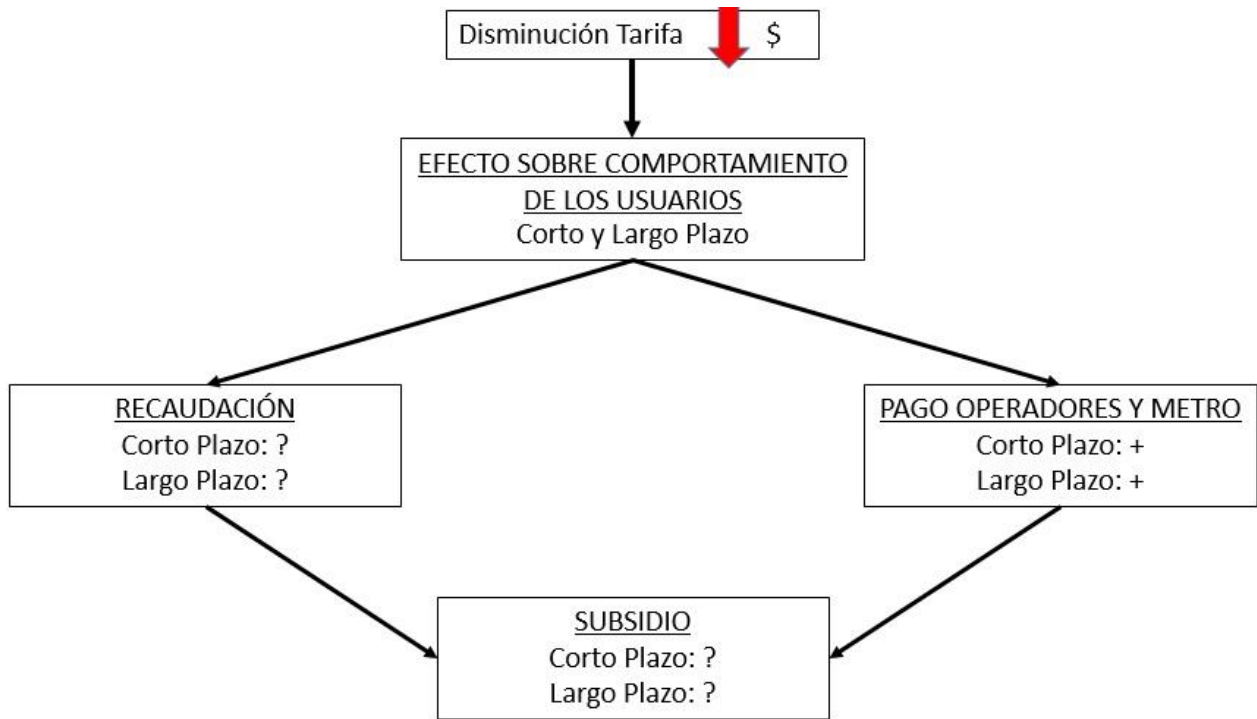 Disminución Tarifa $
EFECTO SOBRE COMPORTAMIENTO
DE LOS USUARIOS
Corto y Largo Plazo
RECAUDACIÓN
Corto Plazo: ?
Largo Plazo: ?
PAGO OPERADORES Y METRO
Corto Plazo: +
Largo Plazo: +
SUBSIDIO
Corto Plazo: ?
Largo Plazo: ?